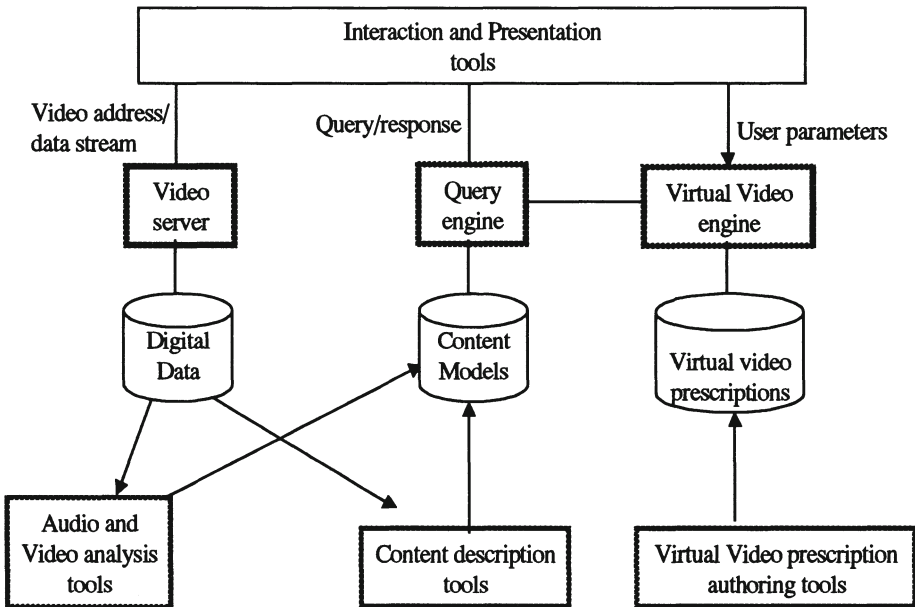 Interaction and Presentation
tools
Video address/
data stream
Query/response
User parameters
Video
server
Query
engine
Virtual Video
engine
Digital
Data
Content
Models
Virtual video
prescriptions
Audio and
Video analysis
tools
Content description
tools
Virtual Video prescription
authoring tools